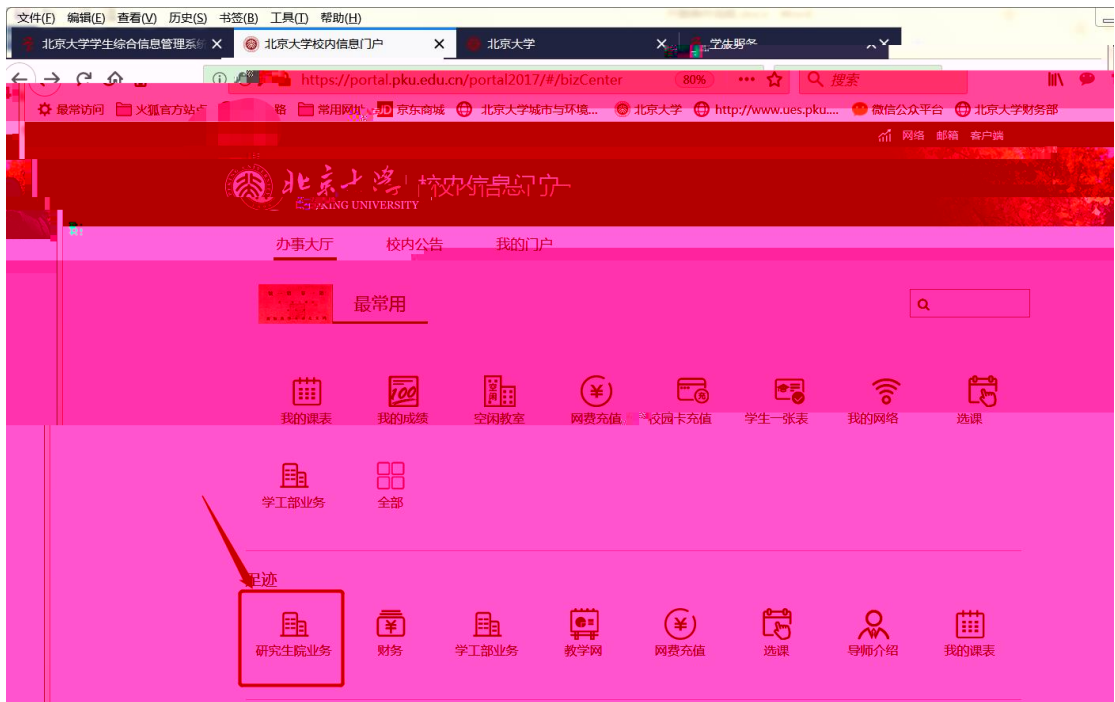 文件(F) 编辑(E) 查看(V) 历史(S) 书签(B) 工具(T) 帮助(H)
北京大学学生综合信息管理系统 北京大学校内信息门户 北京大学
https://portal.pku.edu.cn/portal2017/#/bizCenter 80% 搜索
最常访问 火狐官方站点 常用网址 JD 京东商城 北京大学城市与环境... 北京大学 http://www.ues.pku.... 微信公众平台 北京大学财务部
网络 邮箱 客户端
北京大学 校内信息门户
PEKING UNIVERSITY
办事大厅 校内公告 我的门户
最常用
我的课表 我的成绩 空闲教室 网费充值 校园卡充值 学生一张表 我的网络 选课
学工部业务 全部
足迹
研究生院业务 财务 学工部业务 教学网 网费充值 选课 导师介绍 我的课表